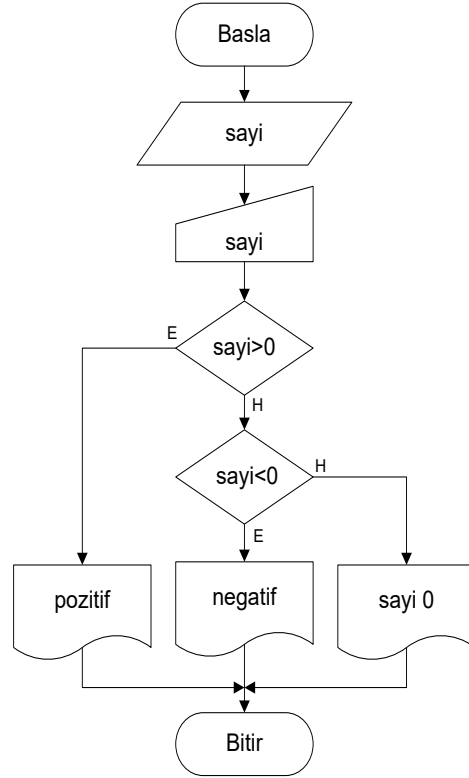 Basla
sayi
sayi
sayi>0
E
H
sayi<0
H
E
pozitif
negatif
sayi 0
Bitir